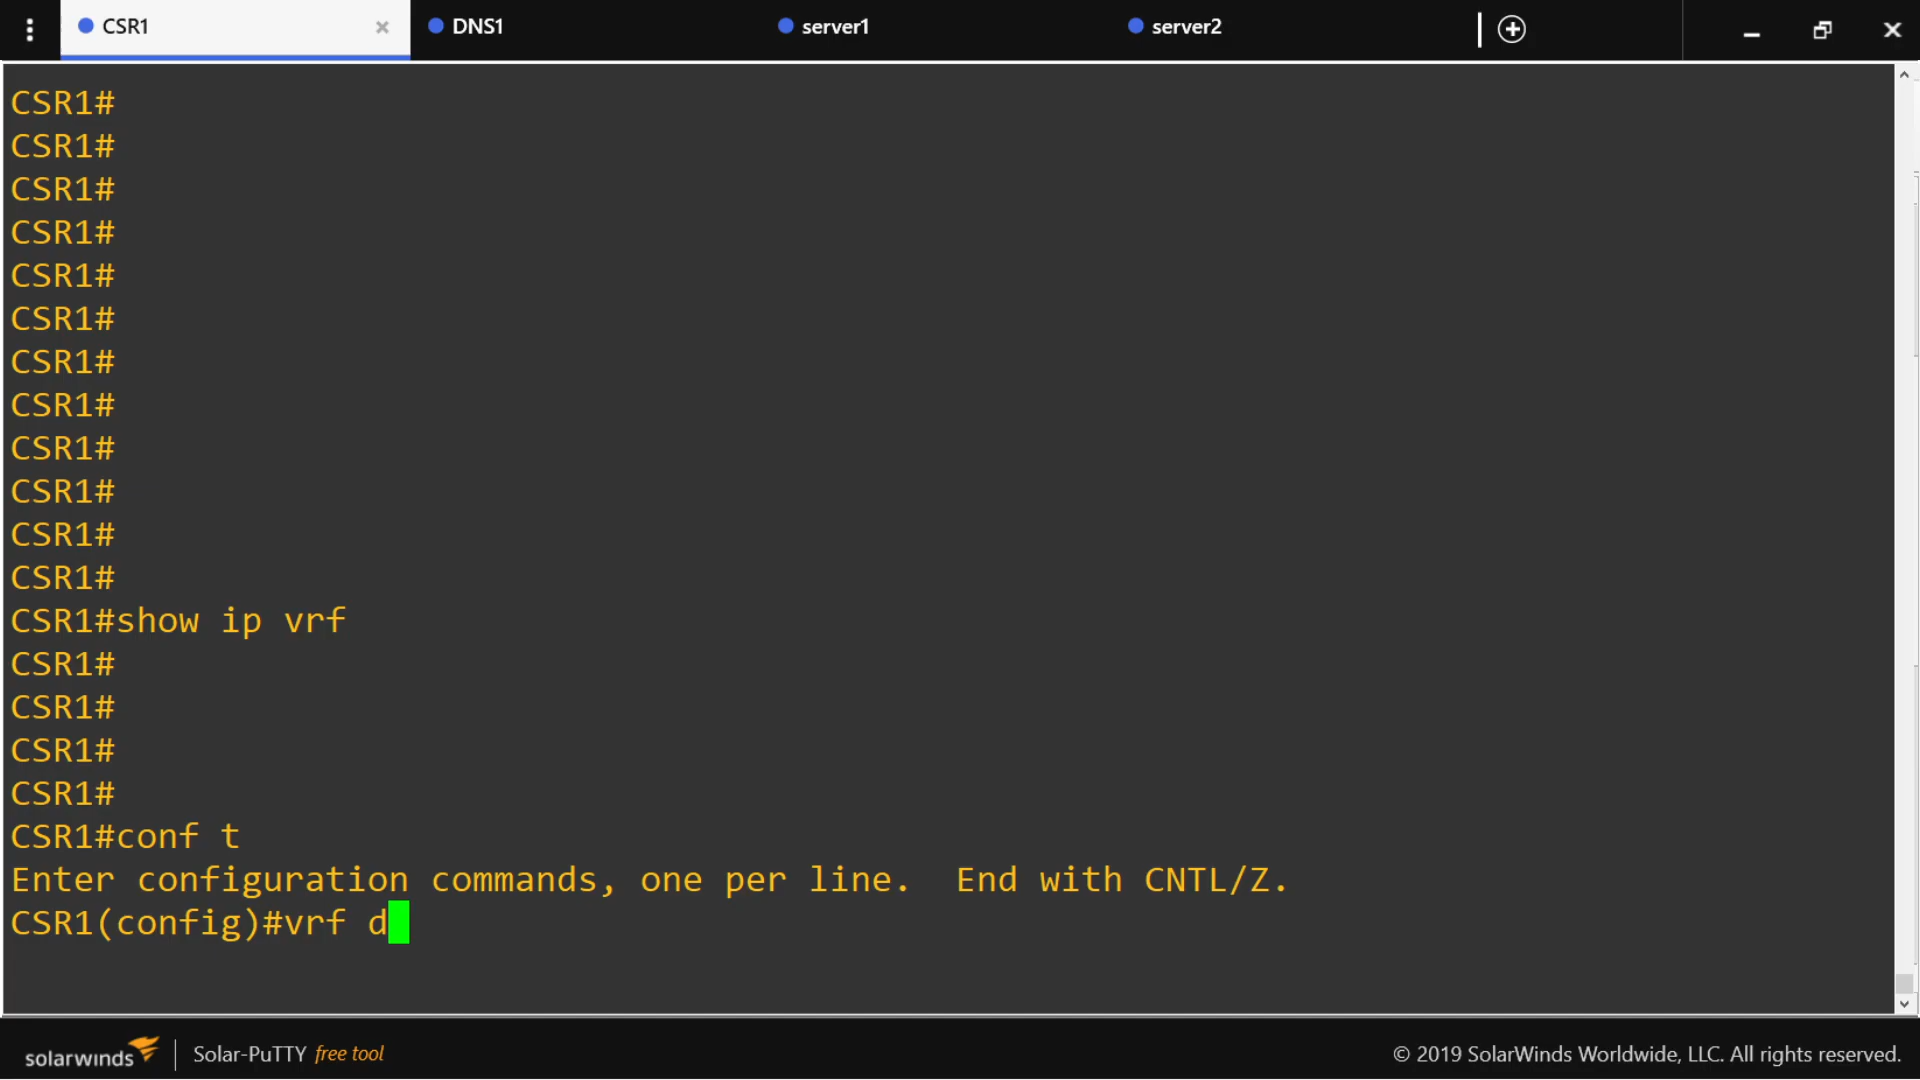 CSR1
DNS1
server1
server2
CSR1#
CSR1#
CSR1#
CSR1#
CSR1#
CSR1#
CSR1#
CSR1#
CSR1#
CSR1#
CSR1#
CSR1#
CSR1#show ip vrf
CSR1#
CSR1#
CSR1#
CSR1#
CSR1#conf t
Enter configuration commands, one per line.  End with CNTL/Z.
CSR1(config)#vrf d
solarwinds
Solar-PuTTY free tool
© 2019 SolarWinds Worldwide, LLC. All rights reserved.